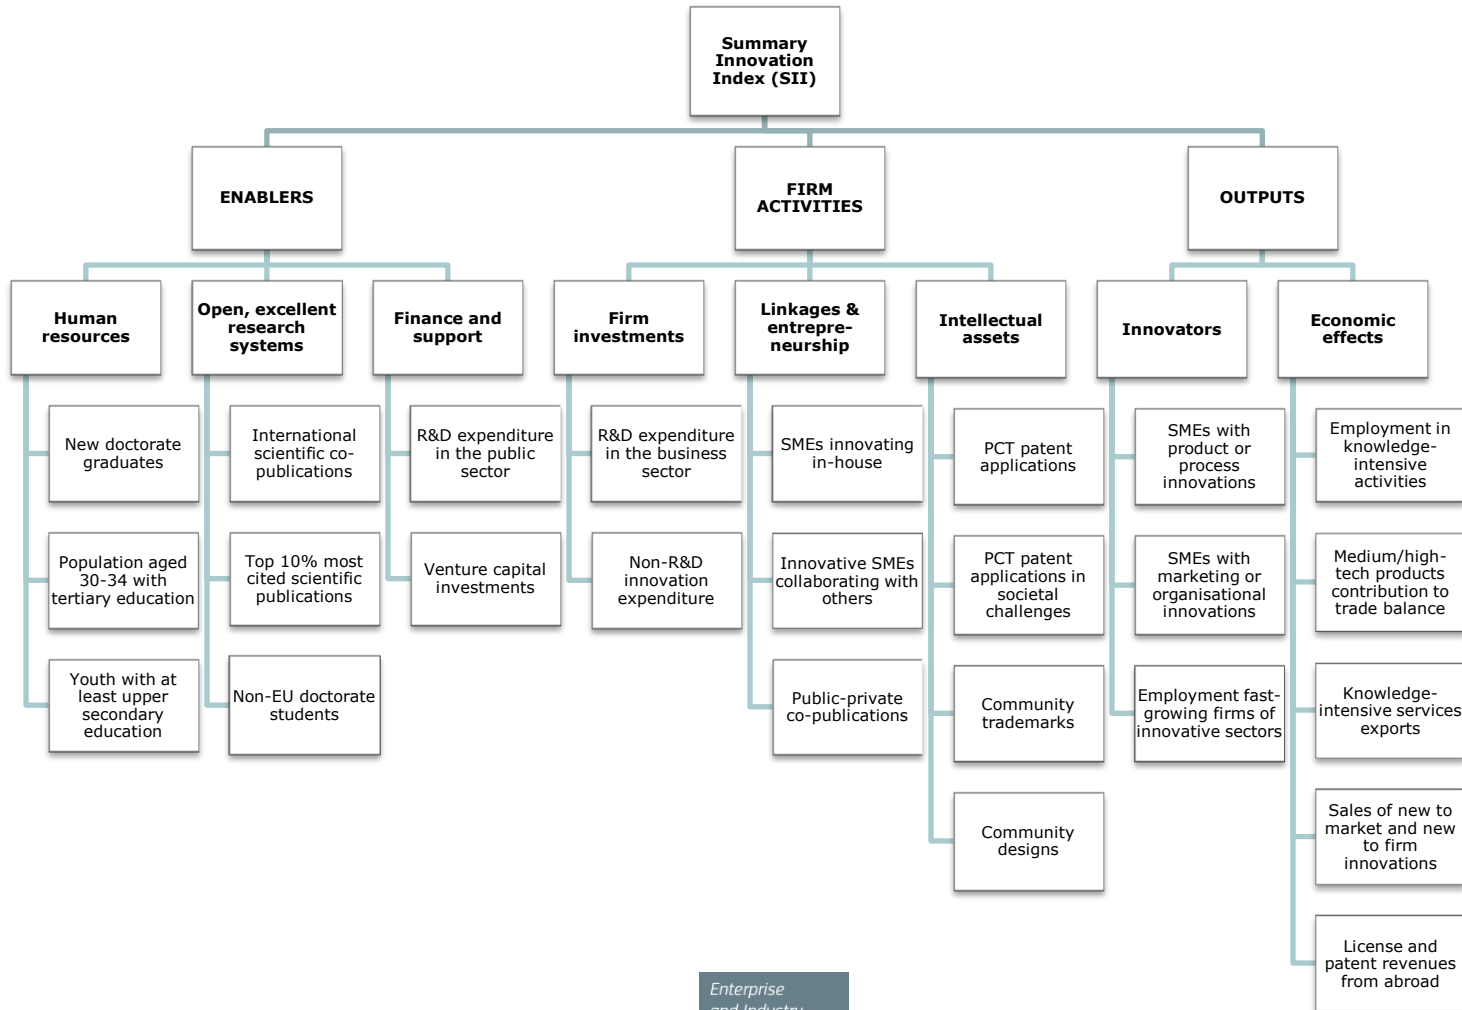 Summary
Innovation
Index (SII)
ENABLERS
FIRM
ACTIVITIES
OUTPUTS
Human
resources
Open, excellent
research
systems
Finance and
support
Firm
investments
Linkages &
entrepre-
neurship
Intellectual
assets
Innovators
Economic
effects
New doctorate
graduates
International
scientific co-
publications
R&D expenditure
in the public
sector
R&D expenditure
in the business
sector
SMEs innovating
in-house
PCT patent
applications
SMEs with
product or
process
innovations
Employment in
knowledge-
intensive
activities
Population aged
30-34 with
tertiary education
Top 10% most
cited scientific
publications
Venture capital
investments
Non-R&D
innovation
expenditure
Innovative SMEs
collaborating with
others
PCT patent
applications in
societal
challenges
SMEs with
marketing or
organisational
innovations
Medium/high-
tech products
contribution to
trade balance
Youth with at
least upper
secondary
education
Non-EU doctorate
students
Public-private
co-publications
Community
trademarks
Employment fast-
growing firms of
innovative sectors
Knowledge-
intensive services
exports
Community
designs
Sales of new to
market and new
to firm
innovations
License and
patent revenues
from abroad
Enterprise
and Industry